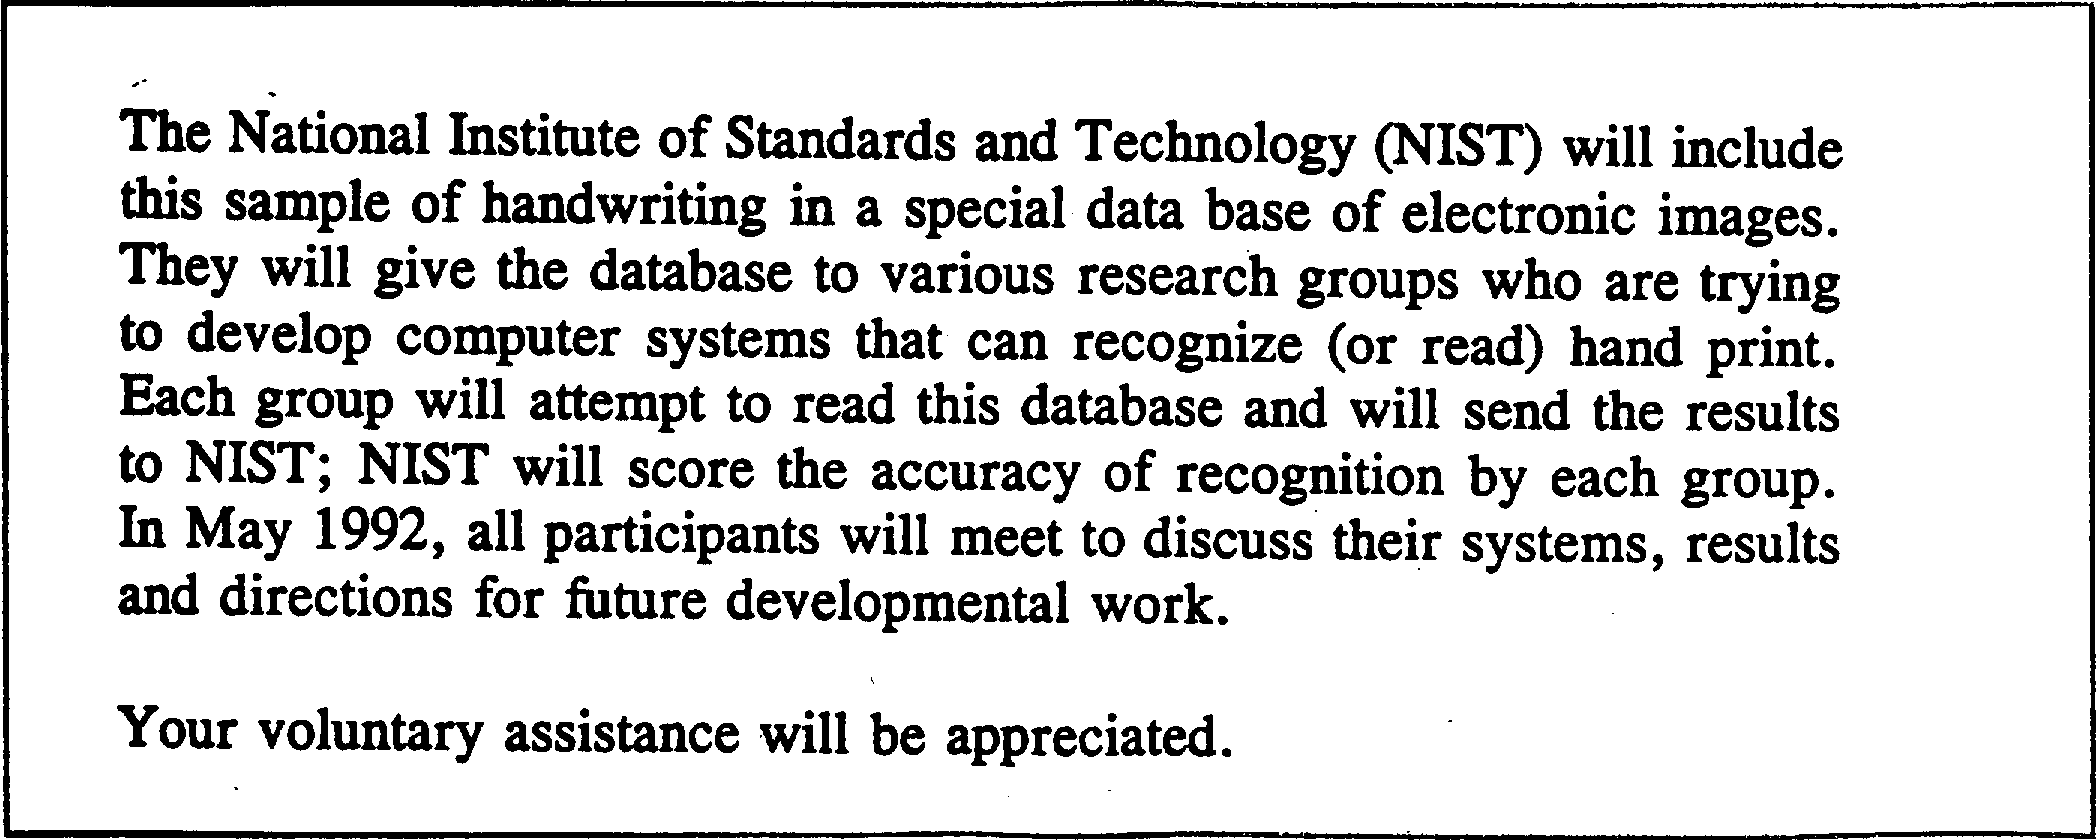 The National Institute of Standards and Technology (NIST) will include
this sample of handwriting in a special data base of electronic images.
They will give the database to various research groups who are trying
to develop computer systems that can recognize (or read) hand print.
Each group will attempt to read this database and will send the results
to NIST; NIST will score the accuracy of recognition by each group.
In May 1992, all participants will meet to discuss their systems, results
and directions for future developmental work.
Your voluntary assistance will be appreciated.